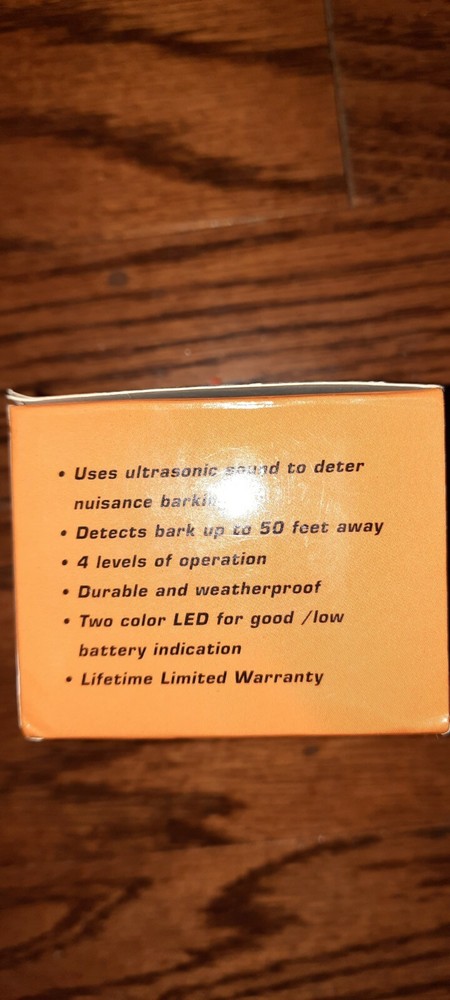 • Uses ultrasonic sound to deter
nuisance barking
• Detects bark up to 50 feet away
• 4 levels of operation
• Durable and weatherproof
• Two color LED for good /low
battery indication
• Lifetime Limited Warranty